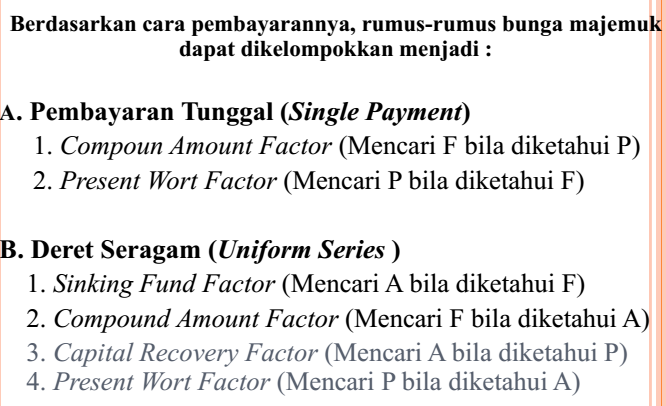 Berdasarkan cara pembayarannya, rumus-rumus bunga majemuk
dapat dikelompokkan menjadi :
A. Pembayaran Tunggal (Single Payment)
1. Compoun Amount Factor (Mencari F bila diketahui P)
2. Present Wort Factor (Mencari P bila diketahui F)
B. Deret Seragam (Uniform Series )
1. Sinking Fund Factor (Mencari A bila diketahui F)
2. Compound Amount Factor (Mencari F bila diketahui A)
3. Capital Recovery Factor (Mencari A bila diketahui P)
4. Present Wort Factor (Mencari P bila diketahui A)